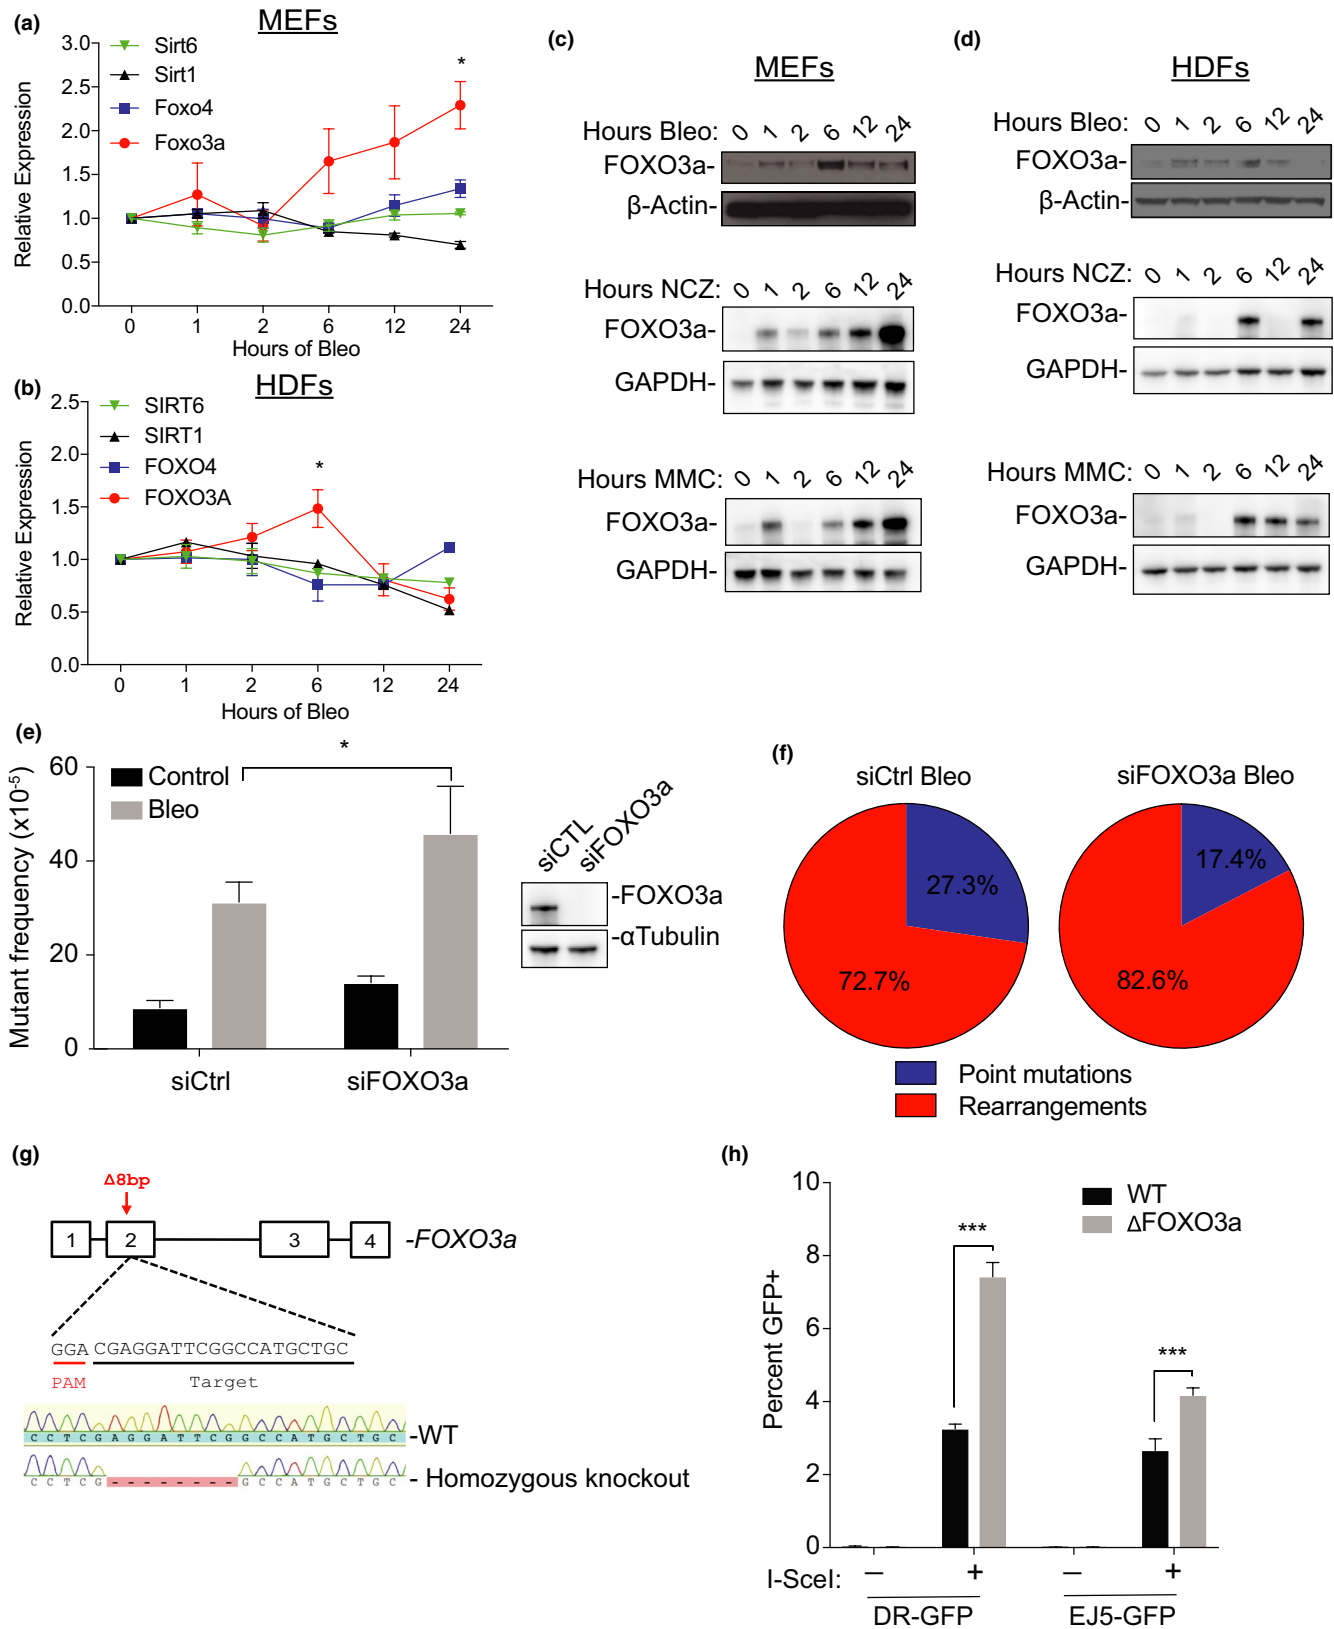 (a)
MEFs
Sirt6
Sirt1
Foxo4
Foxo3a
*
Relative Expression
3.0
2.5
2.0
1.5
1.0
0.5
0.0
0 1 2 6 12 24
Hours of Bleo
(b)
HDFs
SIRT6
SIRT1
FOXO4
FOXO3A
*
Relative Expression
2.5
2.0
1.5
1.0
0.5
0.0
0 1 2 6 12 24
Hours of Bleo
(c)
MEFs
Hours Bleo: 0 1 2 6 12 24
FOXO3a-
β-Actin-
Hours NCZ: 0 1 2 6 12 24
FOXO3a-
GAPDH-
Hours MMC: 0 1 2 6 12 24
FOXO3a-
GAPDH-
(d)
HDFs
Hours Bleo: 0 1 2 6 12 24
FOXO3a-
β-Actin-
Hours NCZ: 0 1 2 6 12 24
FOXO3a-
GAPDH-
Hours MMC: 0 1 2 6 12 24
FOXO3a-
GAPDH-
(e)
Mutant frequency (x10-5)
60
40
20
0
Control
Bleo
*
siCtrl siFOXO3a
siCTL siFOXO3a
-FOXO3a
-αTubulin
(f)
siCtrl Bleo
27.3%
72.7%
siFOXO3a Bleo
17.4%
82.6%
Point mutations
Rearrangements
(g)
Δ8bp
1 2 3 4 -FOXO3a
GGA CGAGGATTCGGCCATGCTGC
PAM Target
C C T C G A G G A T T C G G C C A T G C T G C -WT
C C T C G - - - - - - - - G C C A T G C T G C - Homozygous knockout
(h)
Percent GFP+
10
8
6
4
2
0
WT
ΔFOXO3a
***
***
I-SceI: – + – +
DR-GFP EJ5-GFP